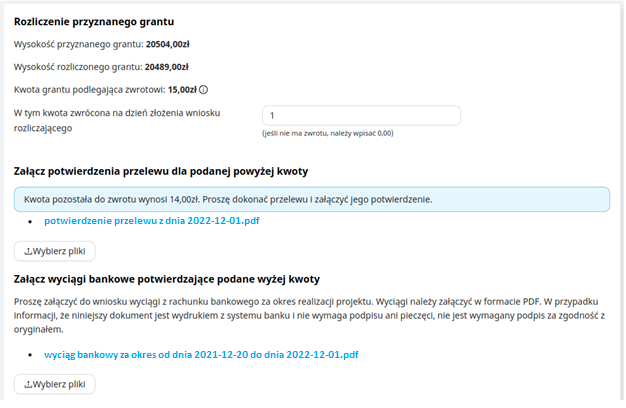 Rozliczenie przyznanego grantu
Wysokość przyznanego grantu: 20504,00zł
Wysokość rozliczonego grantu: 20489,00zł
Kwota grantu podlegająca zwrotowi: 15,00zł
W tym kwota zwrócona na dzień złożenia wniosku
rozliczającego
1
(jeśli nie ma zwrotu, należy wpisać 0,00)
Załącz potwierdzenia przelewu dla podanej powyżej kwoty
Kwota pozostała do zwrotu wynosi 14,00zł. Proszę dokonać przelewu i załączyć jego potwierdzenie.
• potwierdzenie przelewu z dnia 2022-12-01.pdf
Wybierz pliki
Załącz wyciągi bankowe potwierdzające podane wyżej kwoty
Proszę załączyć do wniosku wyciągi z rachunku bankowego za okres realizacji projektu. Wyciągi należy załączyć w formacie PDF. W przypadku
informacji, że niniejszy dokument jest wydrukiem z systemu banku i nie wymaga podpisu ani pieczęci, nie jest wymagany podpis za zgodność z
oryginałem.
• wyciąg bankowy za okres od dnia 2021-12-20 do dnia 2022-12-01.pdf
Wybierz pliki